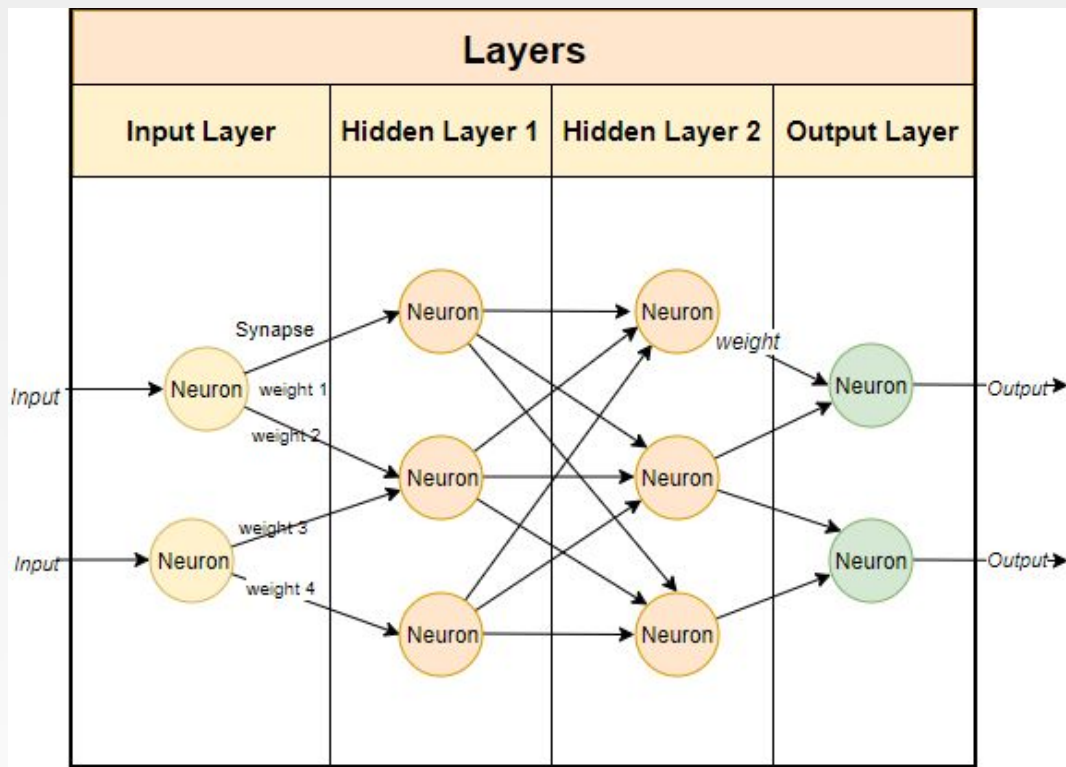 Layers
Input Layer
Hidden Layer 1
Hidden Layer 2
Output Layer
Neuron
Neuron
Synapse
weight
Neuron
Neuron
Input
weight 1
Output
weight 2
Neuron
Neuron
weight 3
Input
Neuron
Neuron
Output
weight 4
Neuron
Neuron